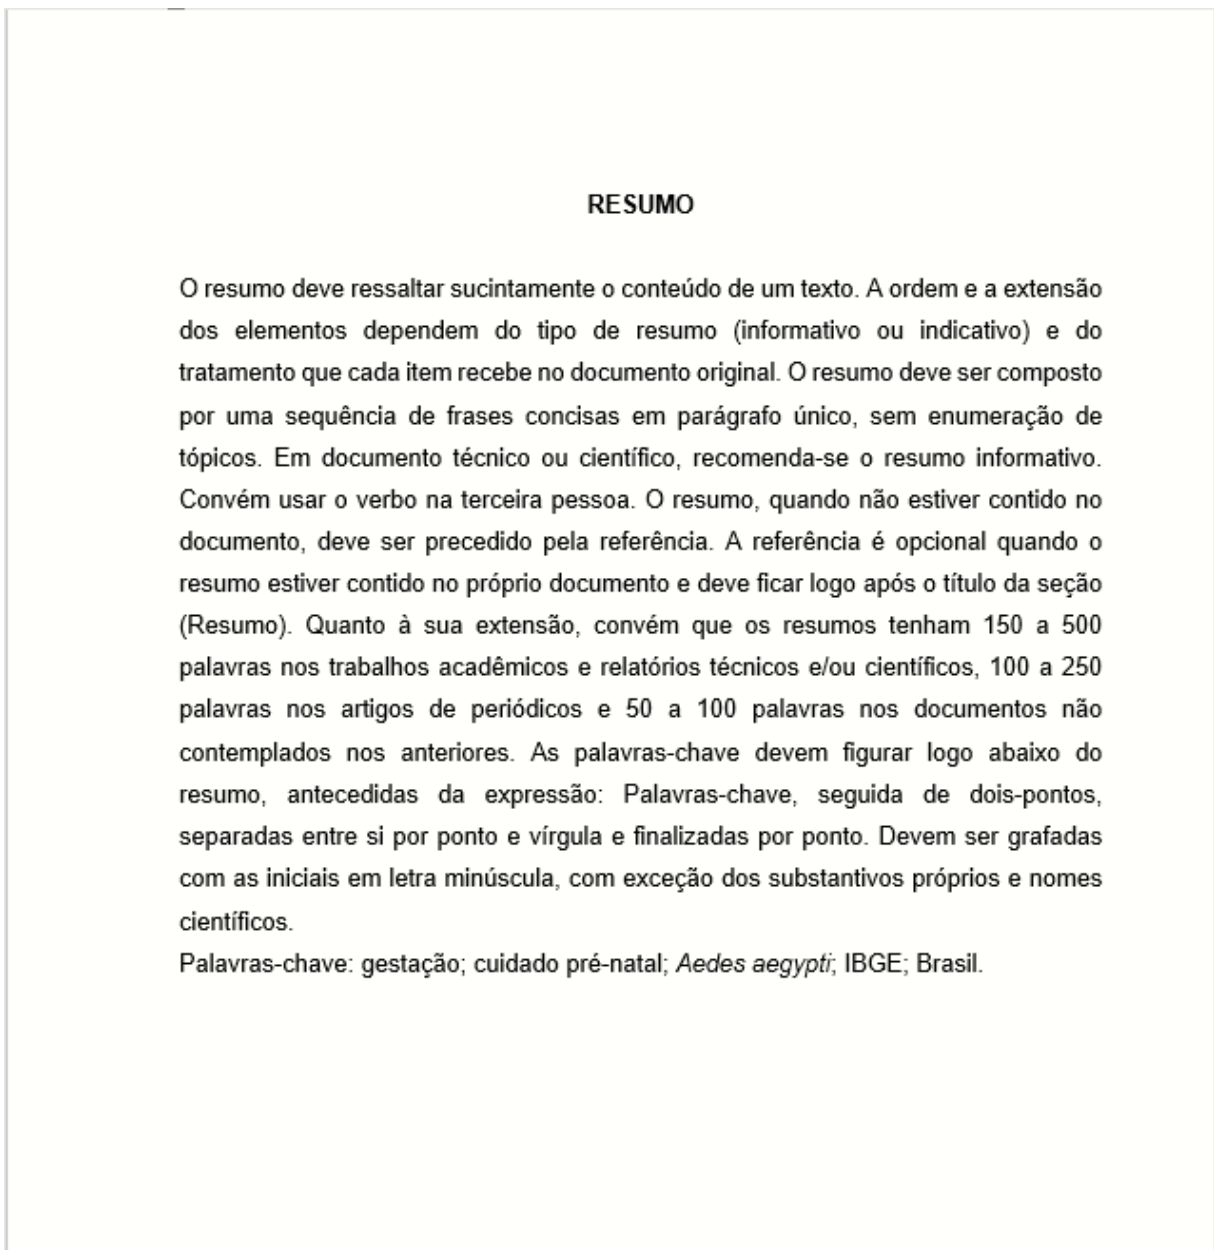 RESUMO
O resumo deve ressaltar sucintamente o conteúdo de um texto. A ordem e a extensão
dos elementos dependem do tipo de resumo (informativo ou indicativo) e do
tratamento que cada item recebe no documento original. O resumo deve ser composto
por uma sequência de frases concisas em parágrafo único, sem enumeração de
tópicos. Em documento técnico ou científico, recomenda-se o resumo informativo.
Convém usar o verbo na terceira pessoa. O resumo, quando não estiver contido no
documento, deve ser precedido pela referência. A referência é opcional quando o
resumo estiver contido no próprio documento e deve ficar logo após o título da seção
(Resumo). Quanto à sua extensão, convém que os resumos tenham 150 a 500
palavras nos trabalhos acadêmicos e relatórios técnicos e/ou científicos, 100 a 250
palavras nos artigos de periódicos e 50 a 100 palavras nos documentos não
contemplados nos anteriores. As palavras-chave devem figurar logo abaixo do
resumo, antecedidas da expressão: Palavras-chave, seguida de dois-pontos,
separadas entre si por ponto e vírgula e finalizadas por ponto. Devem ser grafadas
com as iniciais em letra minúscula, com exceção dos substantivos próprios e nomes
científicos.
Palavras-chave: gestação; cuidado pré-natal; Aedes aegypti; IBGE; Brasil.